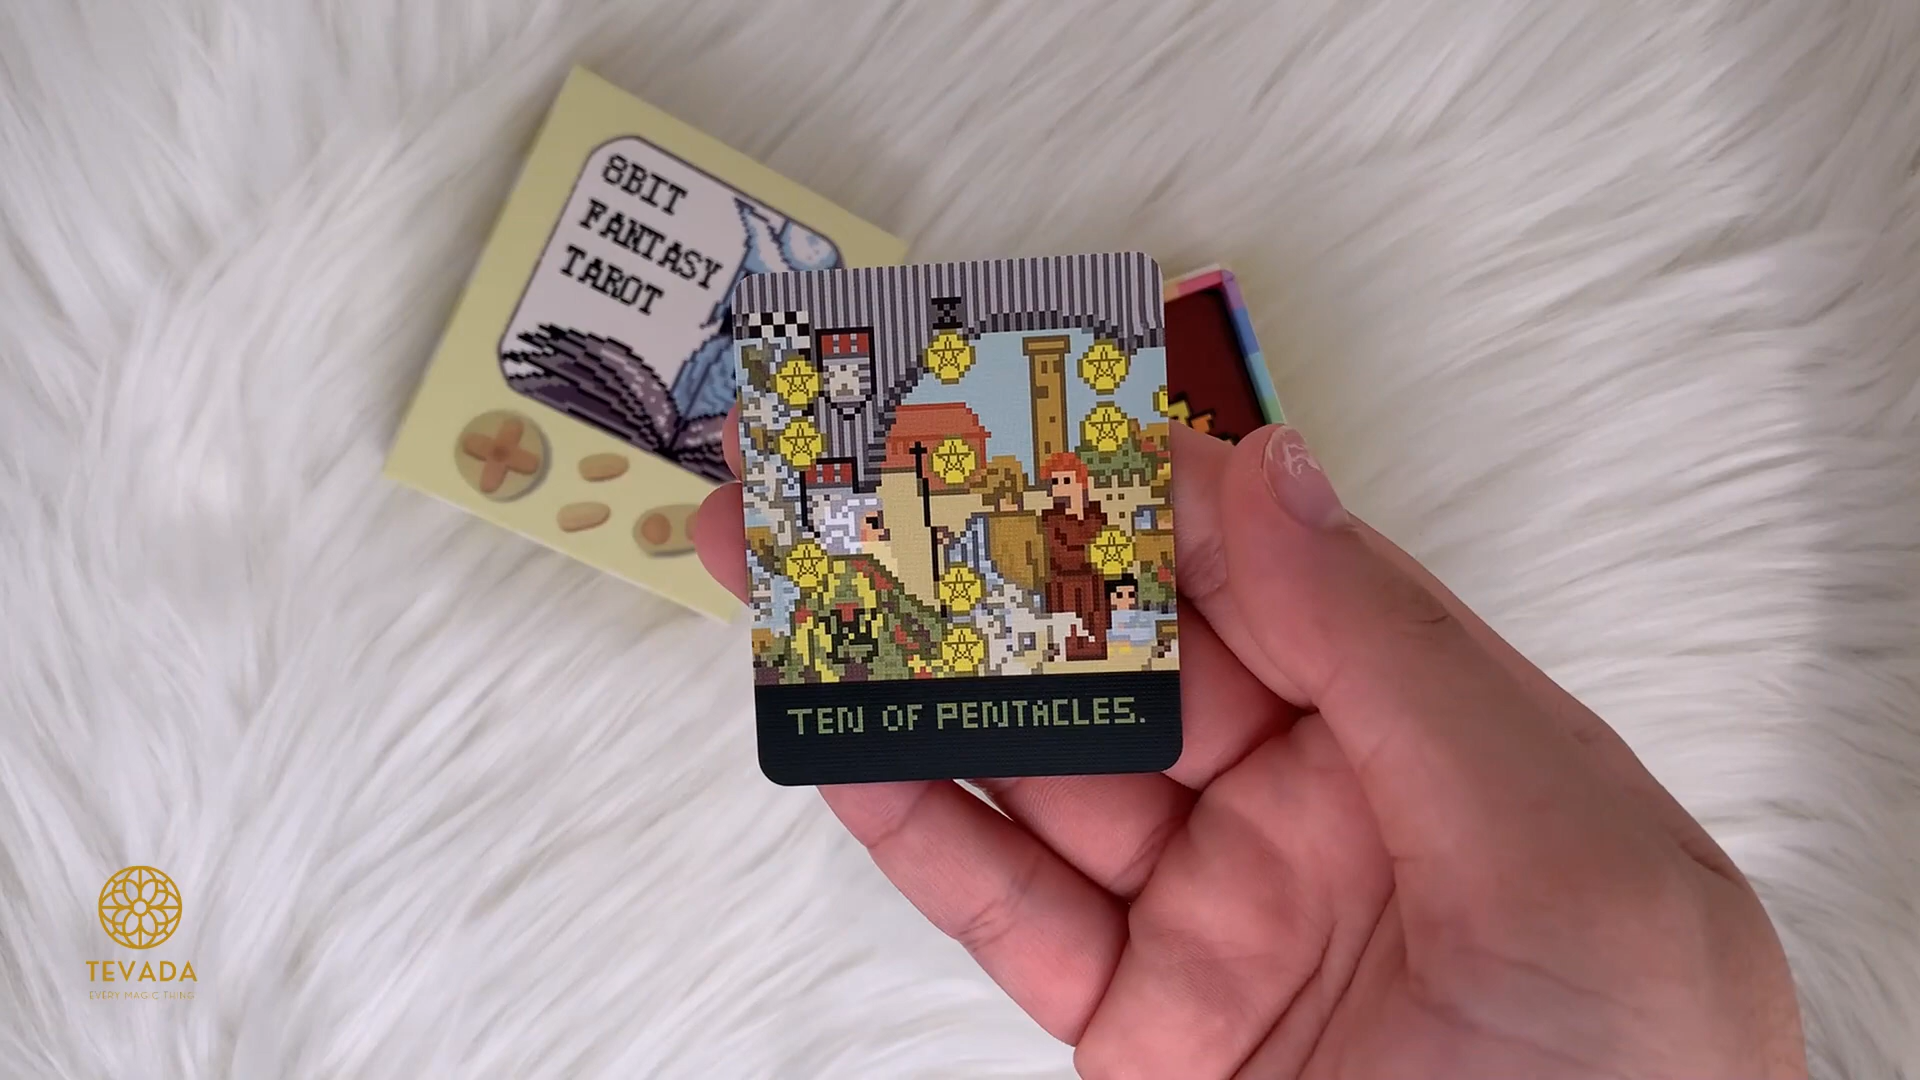 8BIT
FANTASY
TAROT
X
TEN OF PENTACLES.
TEVADA
EVERY MAGIC THING